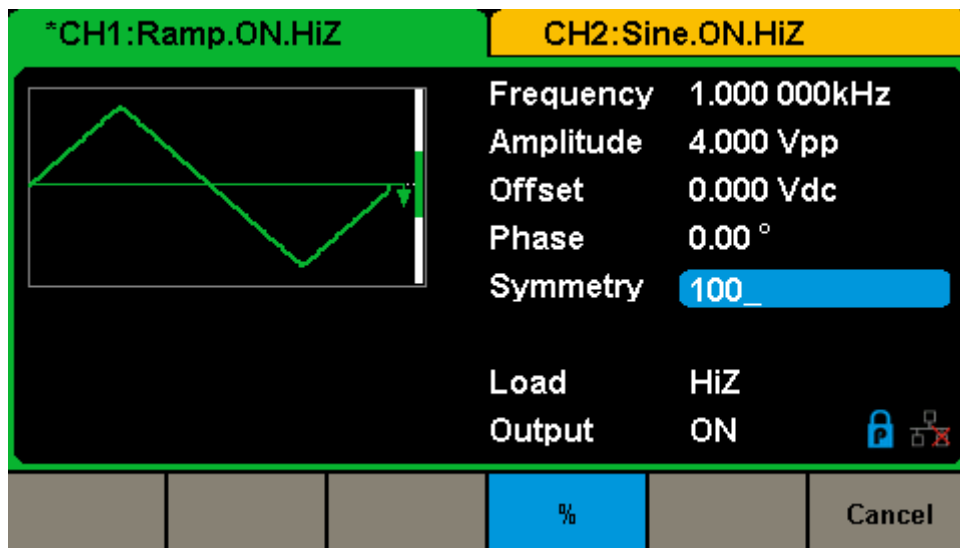 *CH1:Ramp.ON.HiZ
CH2:Sine.ON.HiZ
Frequency 1.000 000kHz
Amplitude 4.000 Vpp
Offset 0.000 Vdc
Phase 0.00 °
Symmetry 100_
Load HiZ
Output ON
P
% Cancel